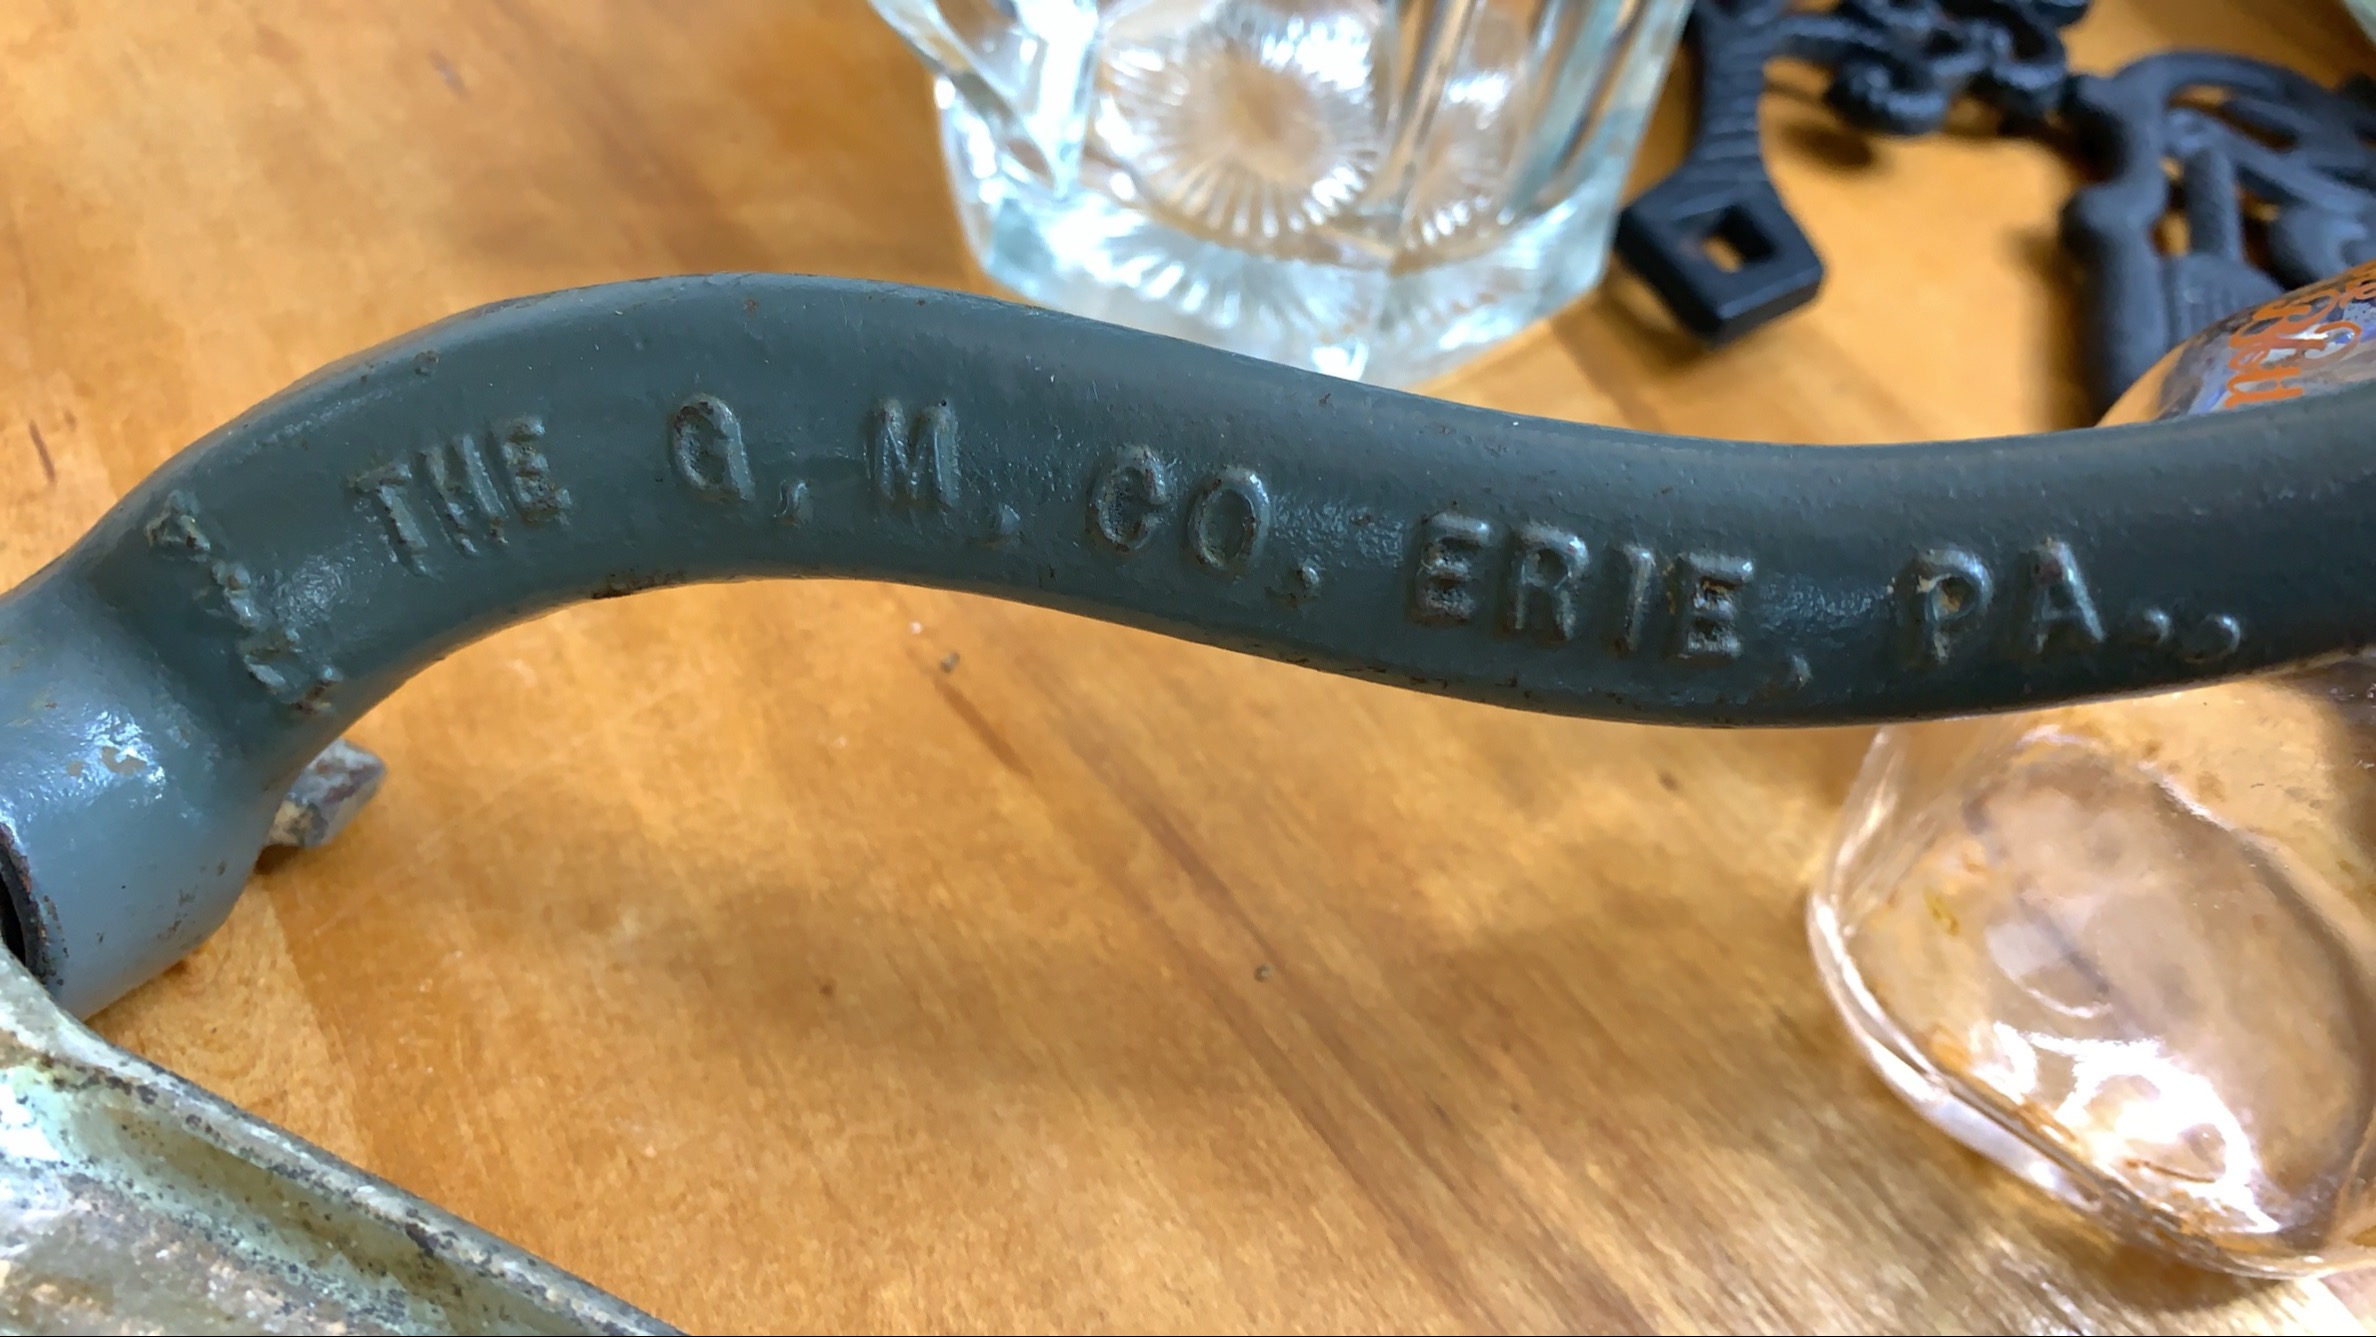 THE G. M. CO. ERIE, PA.